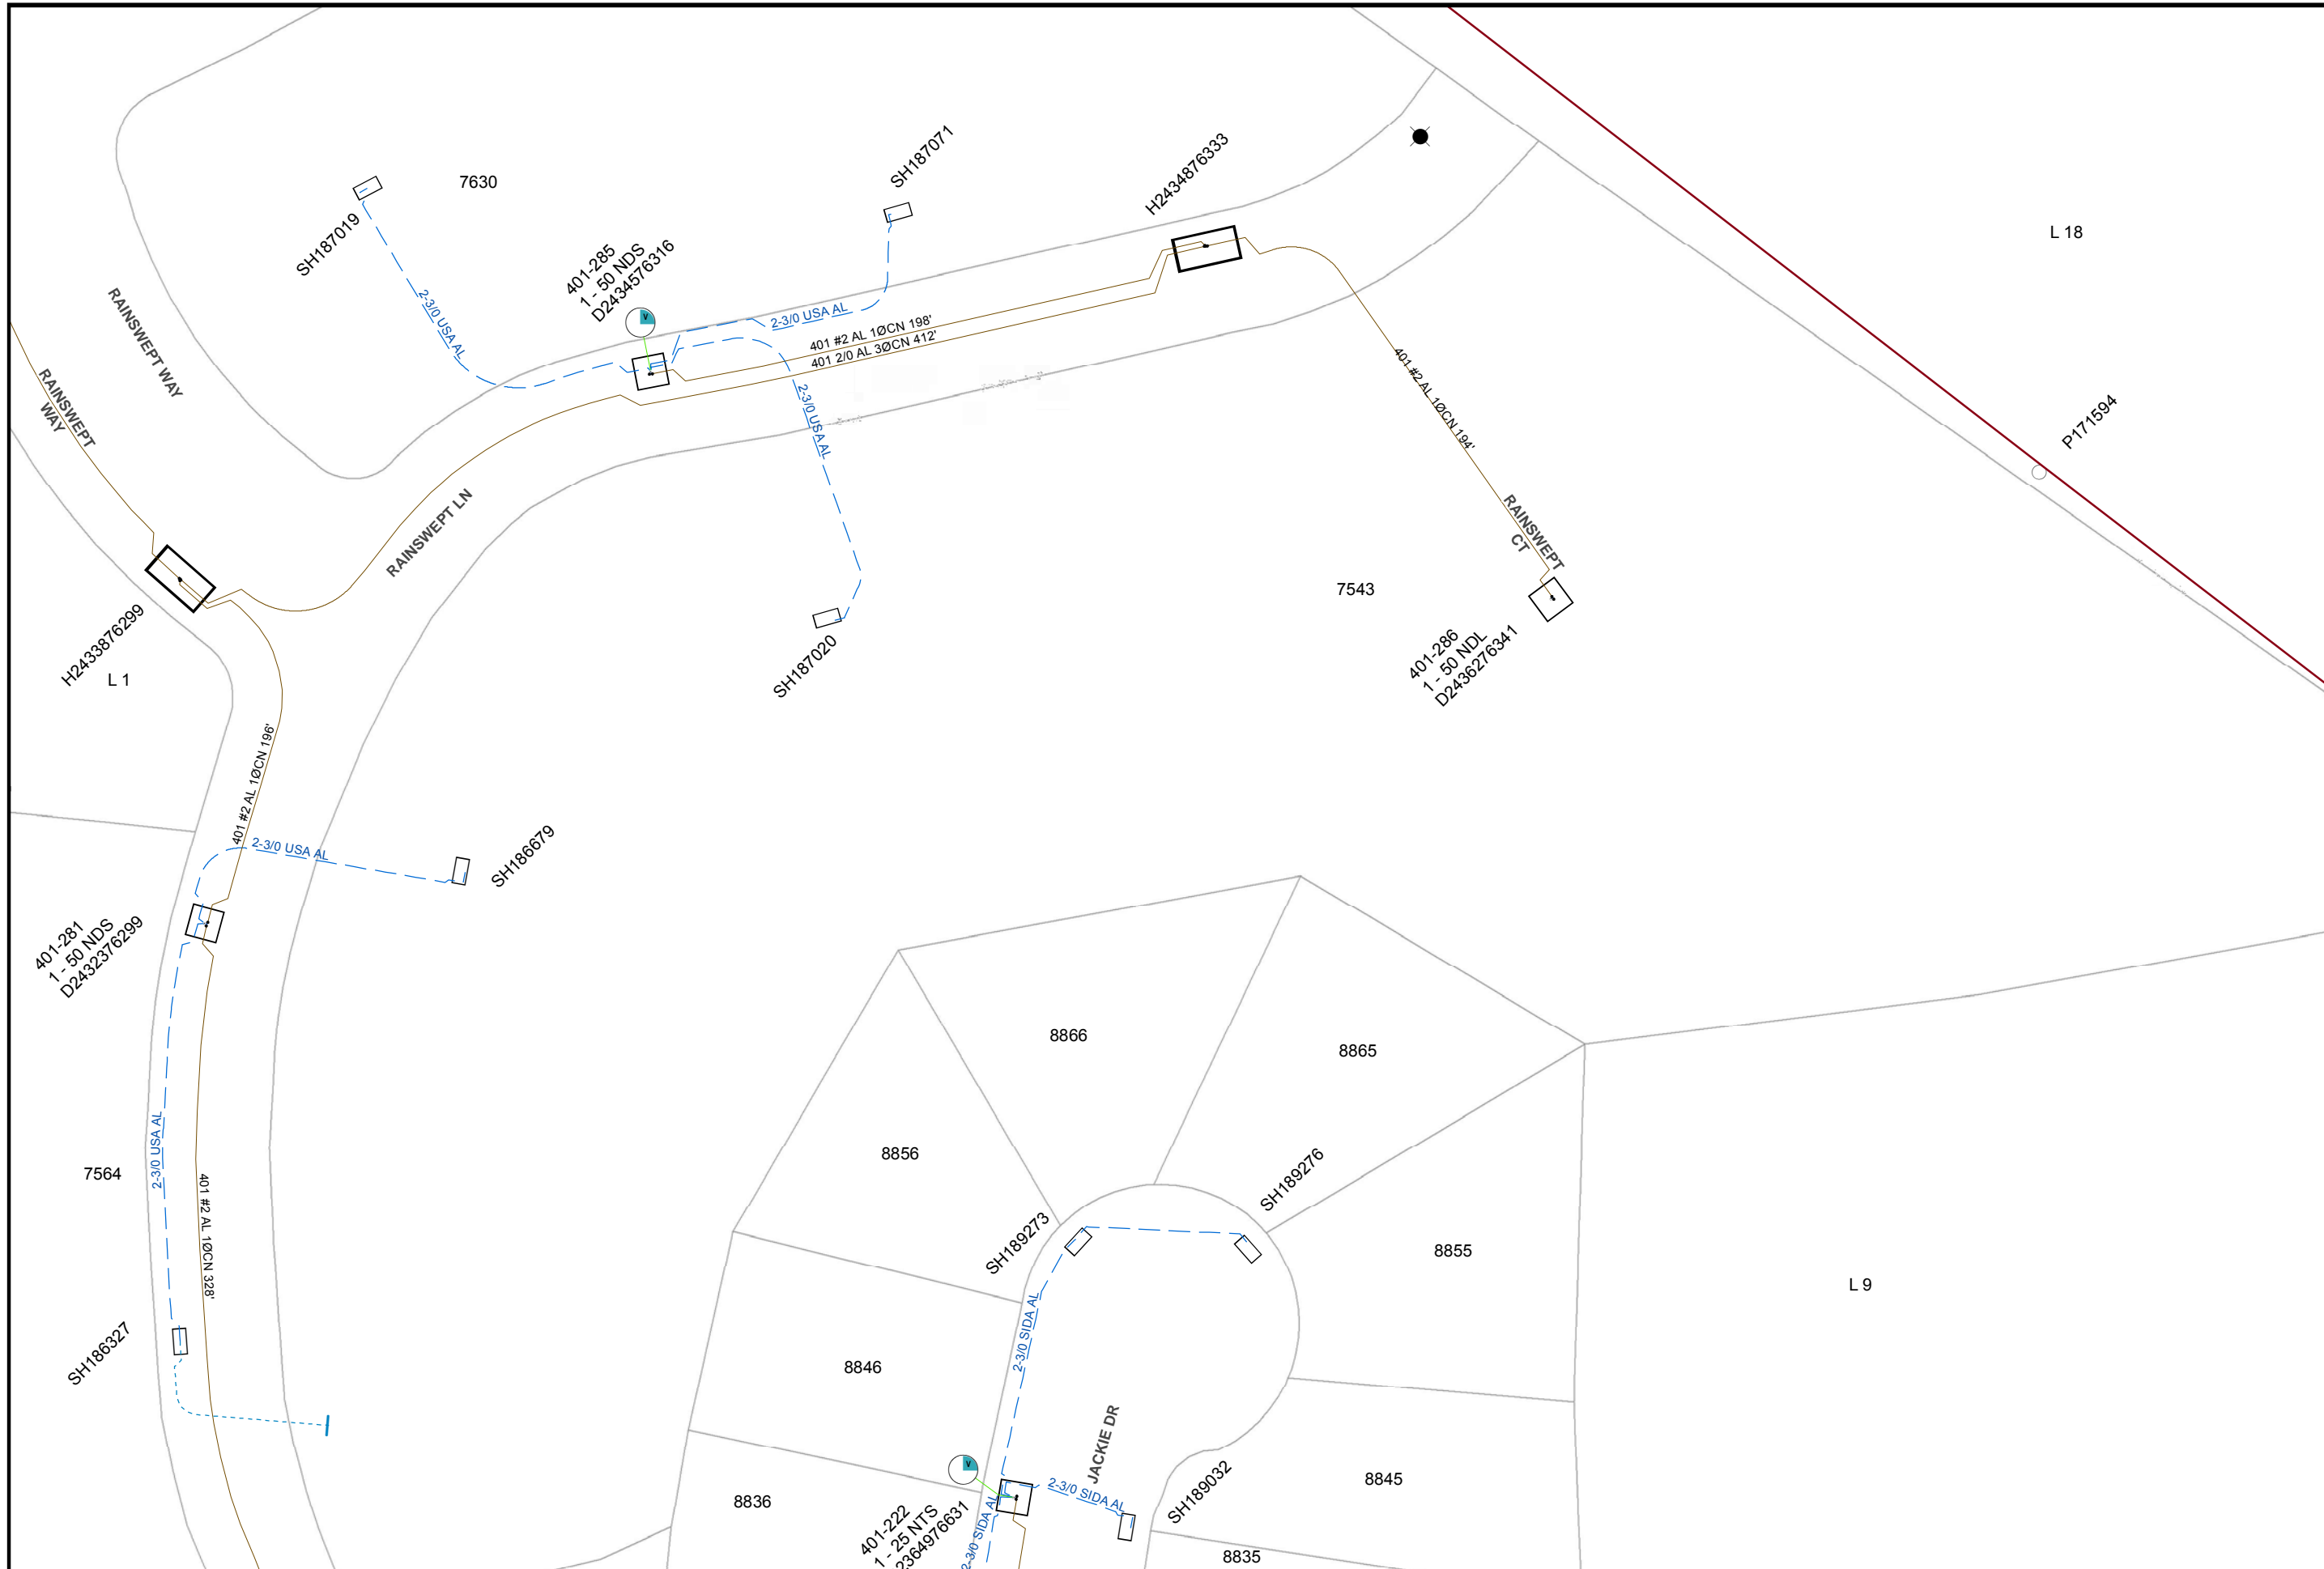 SH187071
H2434876333
7630
SH187019
401-285
1 - 50 NDS
D2434576316
L 18
RAINSWEPT WAY
2-3/0 USA AL
2-3/0 USA AL
401 #2 AL 1ØCN 198'
401 2/0 AL 3ØCN 412'
RAINSWEPT
WAY
2-3/0 USA AL
401 #2 AL 1ØCN 194'
P171594
RAINSWEPT LN
RAINSWEPT
CT
7543
H2433876299
L 1
SH187020
401-286
1 - 50 NDL
D2436276341
401 #2 AL 1ØCN 196'
2-3/0 USA AL
SH186679
401-281
1 - 50 NDS
D2432376299
8866
8865
8856
2-3/0 USA AL
7564
401 #2 AL 1ØCN 328'
SH189276
SH189273
8855
L 9
SH186327
2-3/0 SIDA AL
8846
JACKIE DR
8836
401-222
1 - 25 NTS
2364976631
2-3/0 SIDA AL
2-3/0 SIDA AL
SH189032
8845
8835
V
V